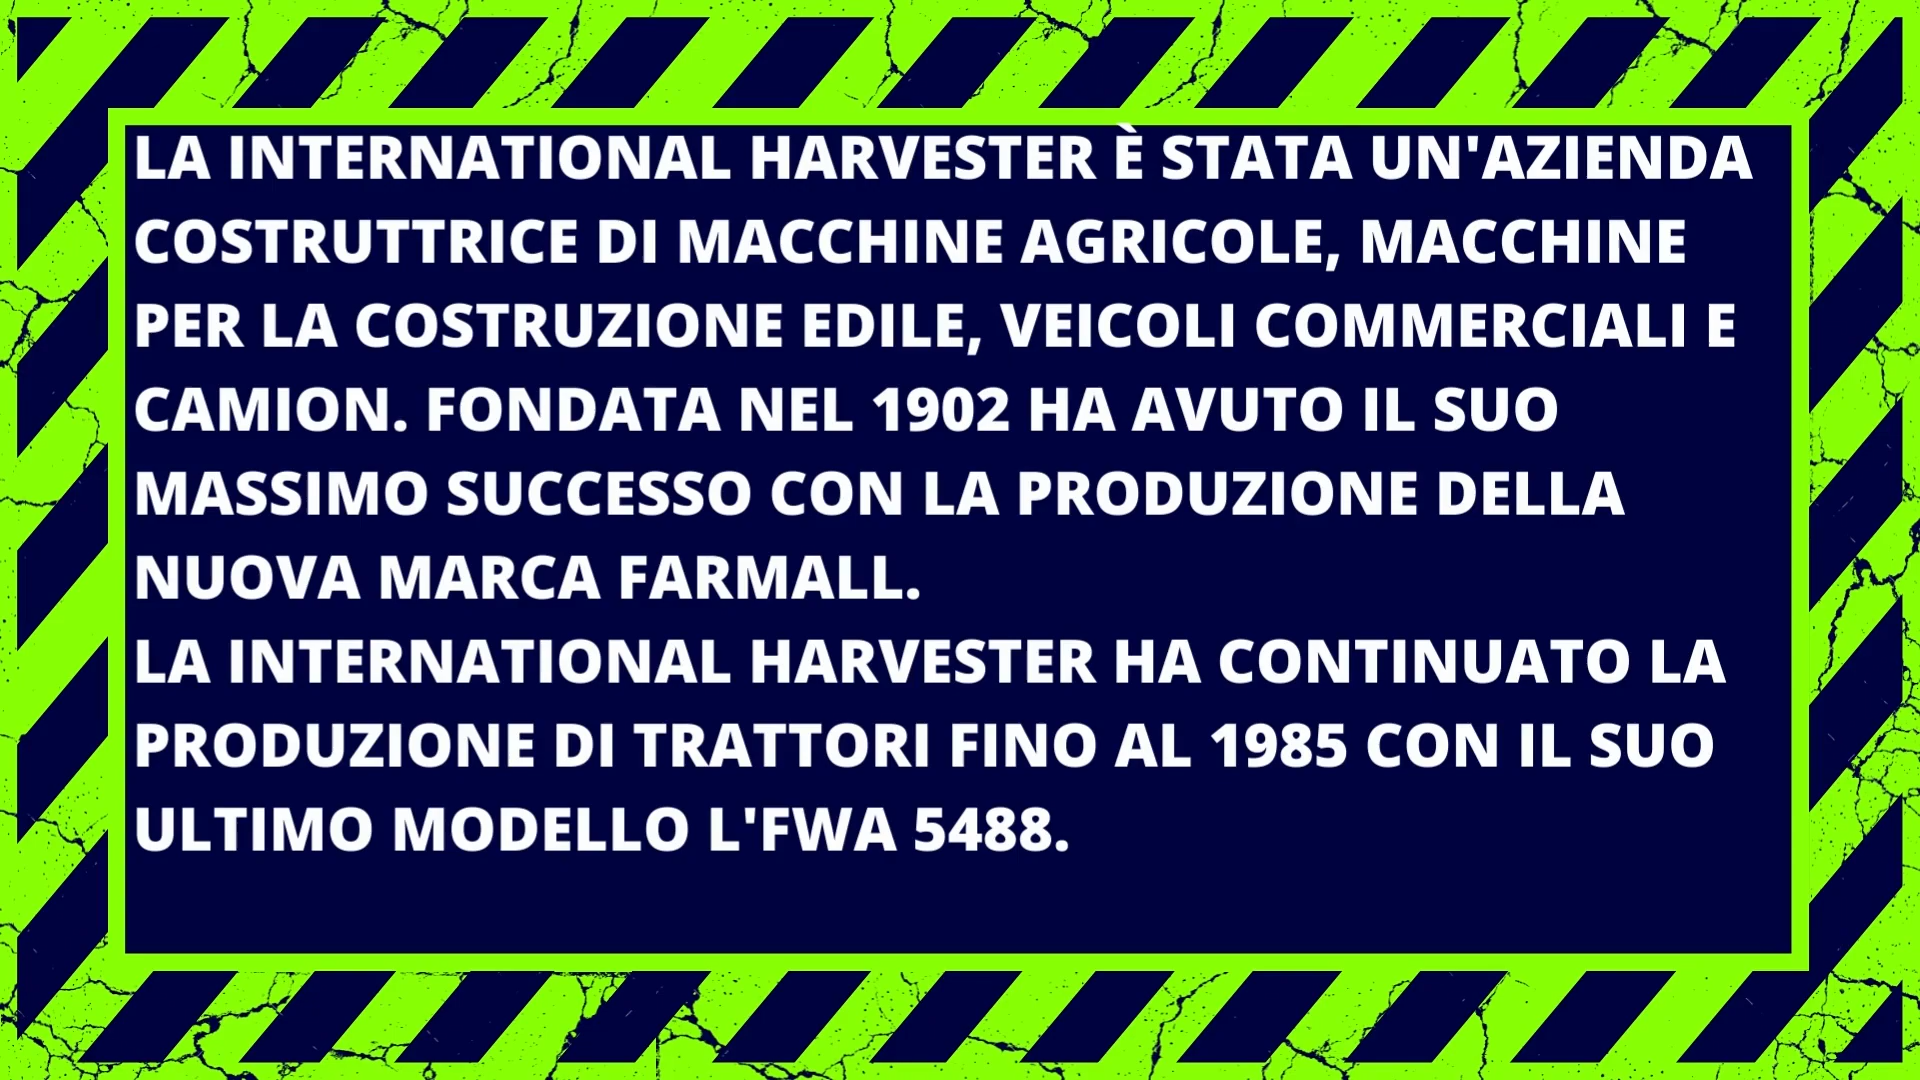 LA INTERNATIONAL HARVESTER È STATA UN'AZIENDA
COSTRUTTRICE DI MACCHINE AGRICOLE, MACCHINE
PER LA COSTRUZIONE EDILE, VEICOLI COMMERCIALI E
CAMION. FONDATA NEL 1902 HA AVUTO IL SUO
MASSIMO SUCCESSO CON LA PRODUZIONE DELLA
NUOVA MARCA FARMALL.
LA INTERNATIONAL HARVESTER HA CONTINUATO LA
PRODUZIONE DI TRATTORI FINO AL 1985 CON IL SUO
ULTIMO MODELLO L'FWA 5488.